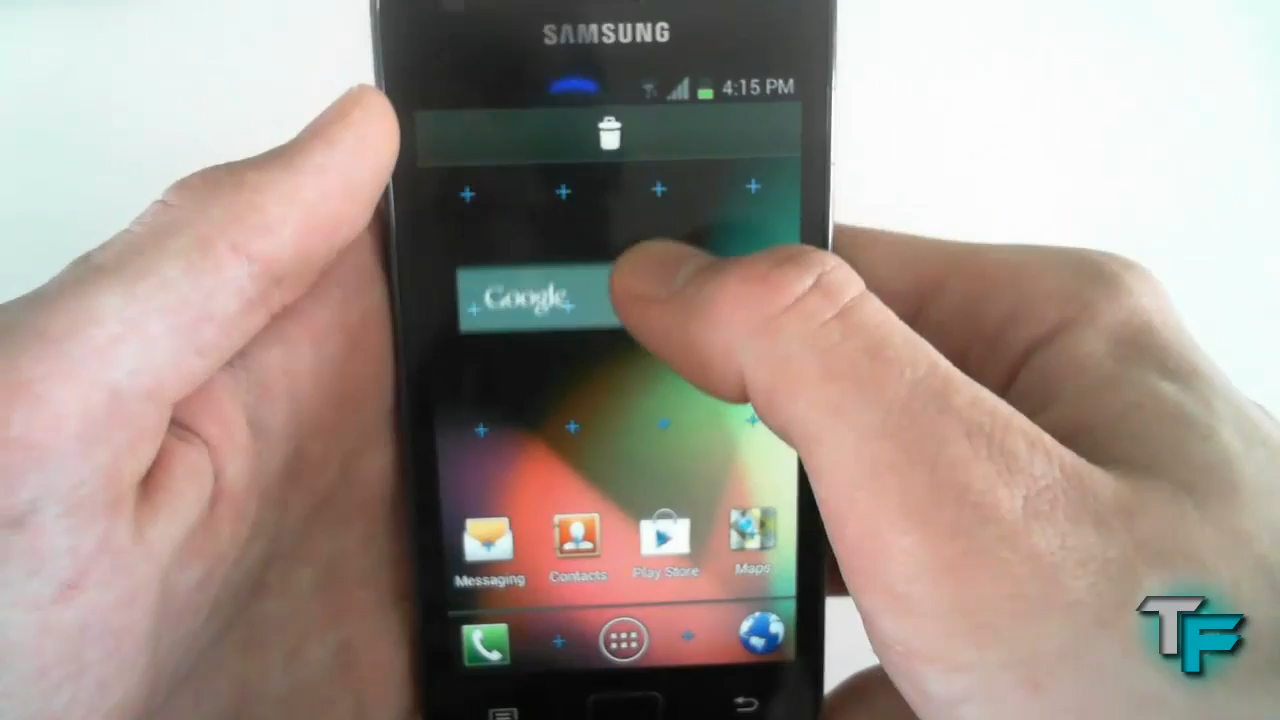 SAMSUNG
4:15 PM
Google
Messaging
Contacts
Play Store
Maps
TF